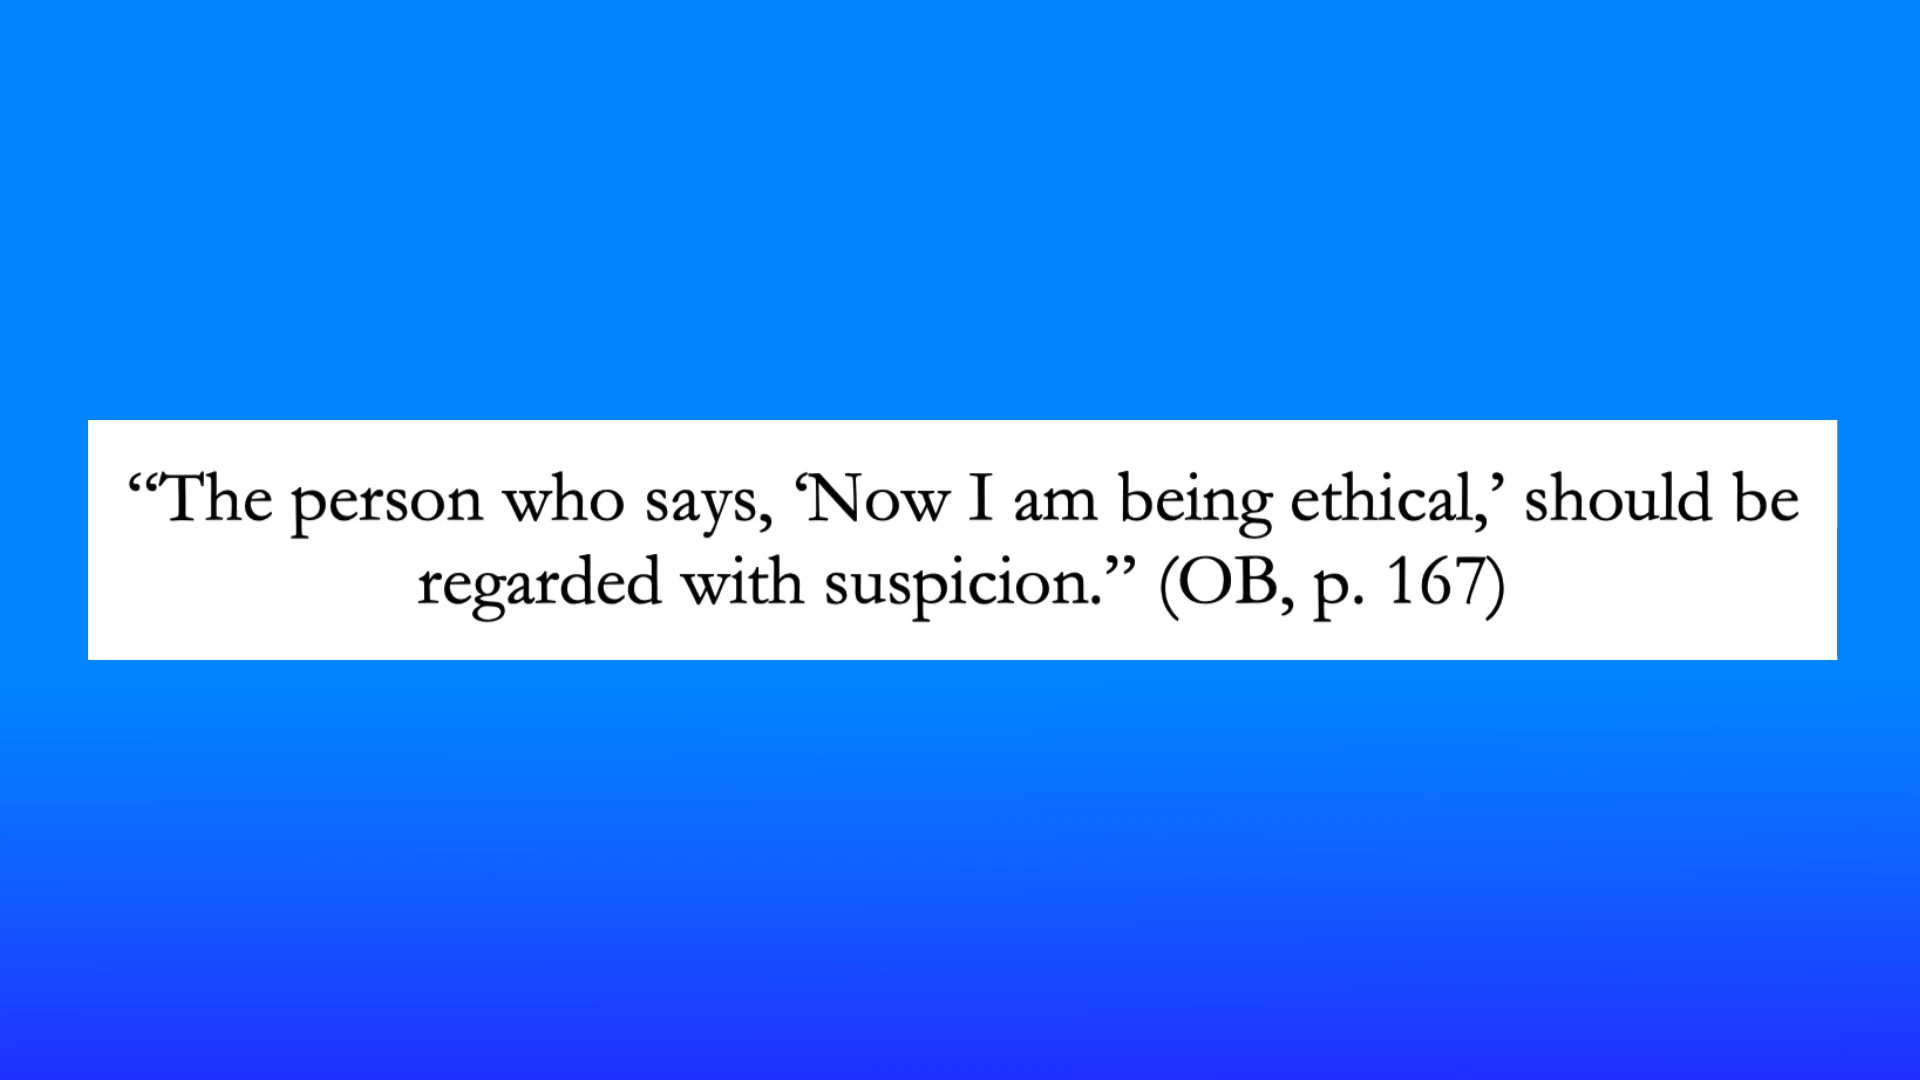 “The person who says, ‘Now I am being ethical,’ should be
regarded with suspicion.” (OB, p. 167)